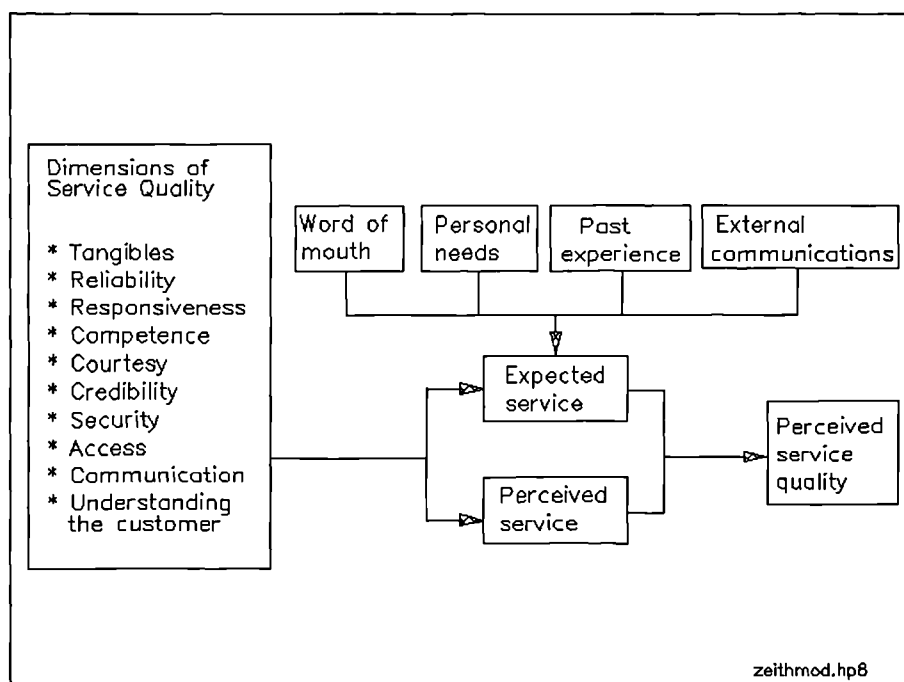 Dimensions of
Service Quality
* Tangibles
* Reliability
* Responsiveness
* Competence
* Courtesy
* Credibility
* Security
* Access
* Communication
* Understanding
the customer
Word of
mouth
Personal
needs
Past
experience
External
communications
Expected
service
Perceived
service
Perceived
service
quality
zeithmod.hp8